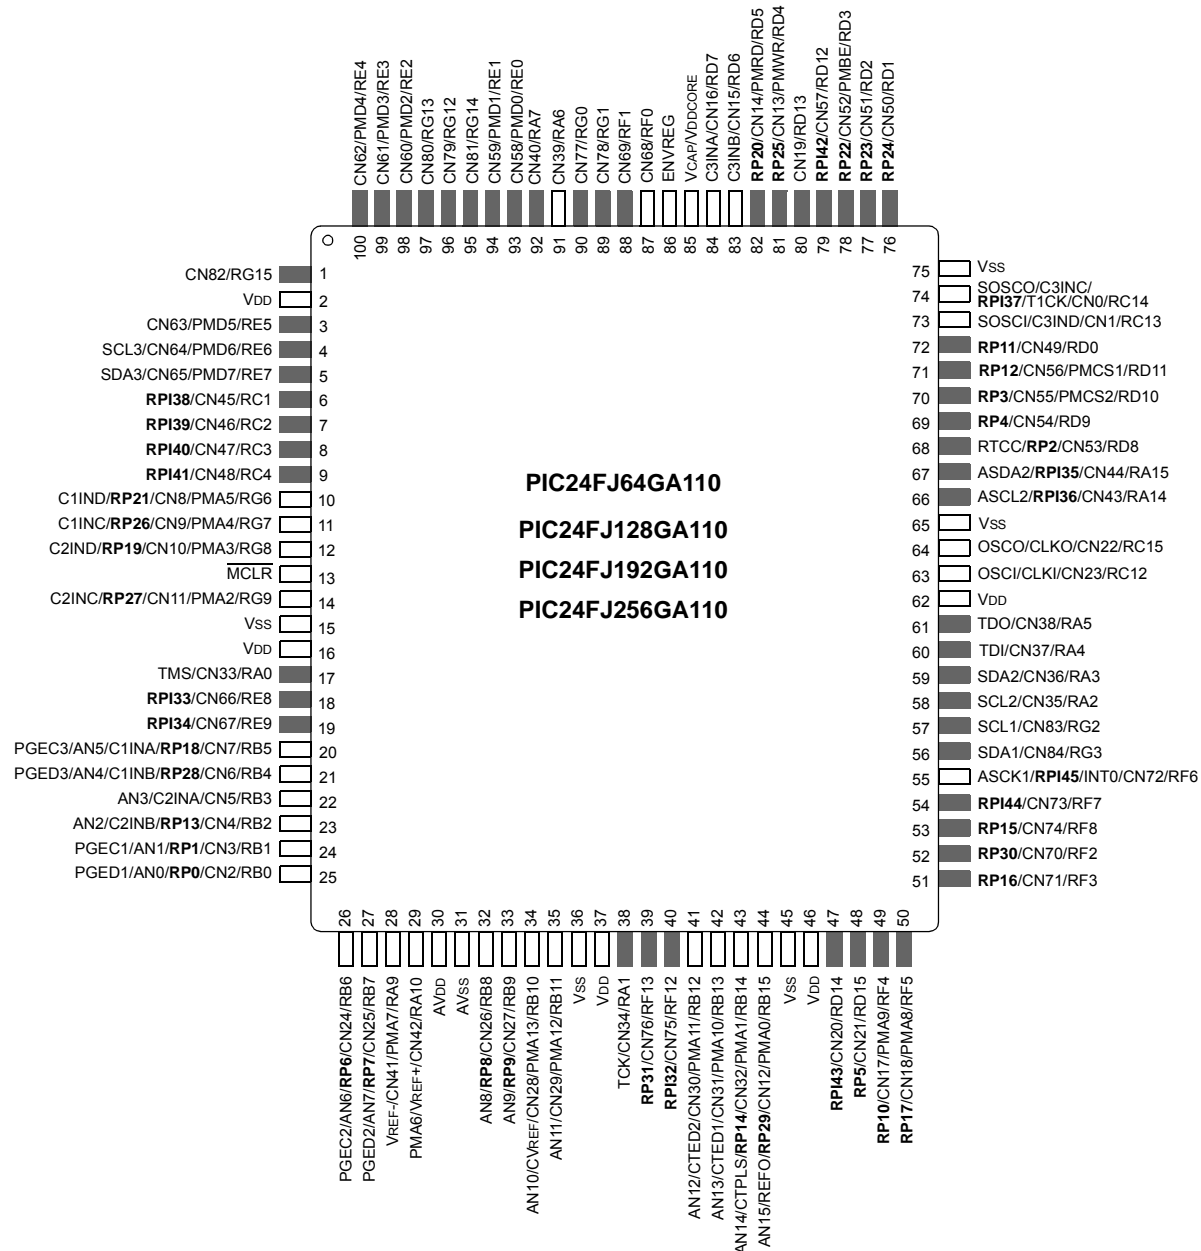 CN62/PMD4/RE4
CN61/PMD3/RE3
CN60/PMD2/RE2
CN80/RG13
CN79/RG12
CN81/RG14
CN59/PMD1/RE1
CN58/PMD0/RE0
CN40/RA7
CN39/RA6
CN77/RG0
CN78/RG1
CN69/RF1
CN68/RF0
ENVREG
VCAP/VDDCORE
C3INA/CN16/RD7
C3INB/CN15/RD6
RP20/CN14/PMRD/RD5
RP25/CN13/PMWR/RD4
CN19/RD13
RPI42/CN57/RD12
RP22/CN52/PMBE/RD3
RP23/CN51/RD2
RP24/CN50/RD1
100
99
98
97
96
95
94
93
92
91
90
89
88
87
86
85
84
83
82
81
80
79
78
77
76
CN82/RG15 1
VDD 2
CN63/PMD5/RE5 3
SCL3/CN64/PMD6/RE6 4
SDA3/CN65/PMD7/RE7 5
RPI38/CN45/RC1 6
RPI39/CN46/RC2 7
RPI40/CN47/RC3 8
RPI41/CN48/RC4 9
C1IND/RP21/CN8/PMA5/RG6 10
C1INC/RP26/CN9/PMA4/RG7 11
C2IND/RP19/CN10/PMA3/RG8 12
MCLR 13
C2INC/RP27/CN11/PMA2/RG9 14
VSS 15
VDD 16
TMS/CN33/RA0 17
RPI33/CN66/RE8 18
RPI34/CN67/RE9 19
PGEC3/AN5/C1INA/RP18/CN7/RB5 20
PGED3/AN4/C1INB/RP28/CN6/RB4 21
AN3/C2INA/CN5/RB3 22
AN2/C2INB/RP13/CN4/RB2 23
PGEC1/AN1/RP1/CN3/RB1 24
PGED1/AN0/RP0/CN2/RB0 25
PIC24FJ64GA110
PIC24FJ128GA110
PIC24FJ192GA110
PIC24FJ256GA110
75 VSS
74 SOSCO/C3INC/
RPI37/T1CK/CN0/RC14
73 SOSCI/C3IND/CN1/RC13
72 RP11/CN49/RD0
71 RP12/CN56/PMCS1/RD11
70 RP3/CN55/PMCS2/RD10
69 RP4/CN54/RD9
68 RTCC/RP2/CN53/RD8
67 ASDA2/RPI35/CN44/RA15
66 ASCL2/RPI36/CN43/RA14
65 VSS
64 OSCO/CLKO/CN22/RC15
63 OSCI/CLKI/CN23/RC12
62 VDD
61 TDO/CN38/RA5
60 TDI/CN37/RA4
59 SDA2/CN36/RA3
58 SCL2/CN35/RA2
57 SCL1/CN83/RG2
56 SDA1/CN84/RG3
55 ASCK1/RPI45/INT0/CN72/RF6
54 RPI44/CN73/RF7
53 RP15/CN74/RF8
52 RP30/CN70/RF2
51 RP16/CN71/RF3
26
27
28
29
30
31
32
33
34
35
36
37
38
39
40
41
42
43
44
45
46
47
48
49
50
PGEC2/AN6/RP6/CN24/RB6
PGED2/AN7/RP7/CN25/RB7
VREF-/CN41/PMA7/RA9
PMA6/VREF+/CN42/RA10
AVDD
AVSS
AN8/RP8/CN26/RB8
AN9/RP9/CN27/RB9
AN10/CVREF/CN28/PMA13/RB10
AN11/CN29/PMA12/RB11
VSS
VDD
TCK/CN34/RA1
RP31/CN76/RF13
RPI32/CN75/RF12
AN12/CTED2/CN30/PMA11/RB12
AN13/CTED1/CN31/PMA10/RB13
AN14/CTPLS/RP14/CN32/PMA1/RB14
AN15/REFO/RP29/CN12/PMA0/RB15
VSS
VDD
RPI43/CN20/RD14
RP5/CN21/RD15
RP10/CN17/PMA9/RF4
RP17/CN18/PMA8/RF5